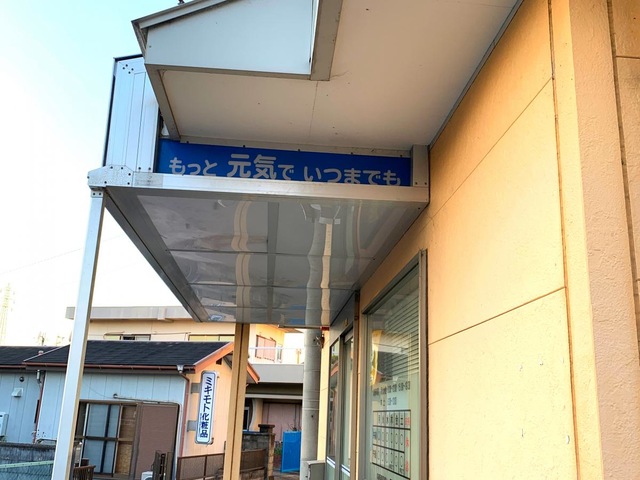 もっと 元気で いつまでも
ミキモト化粧品